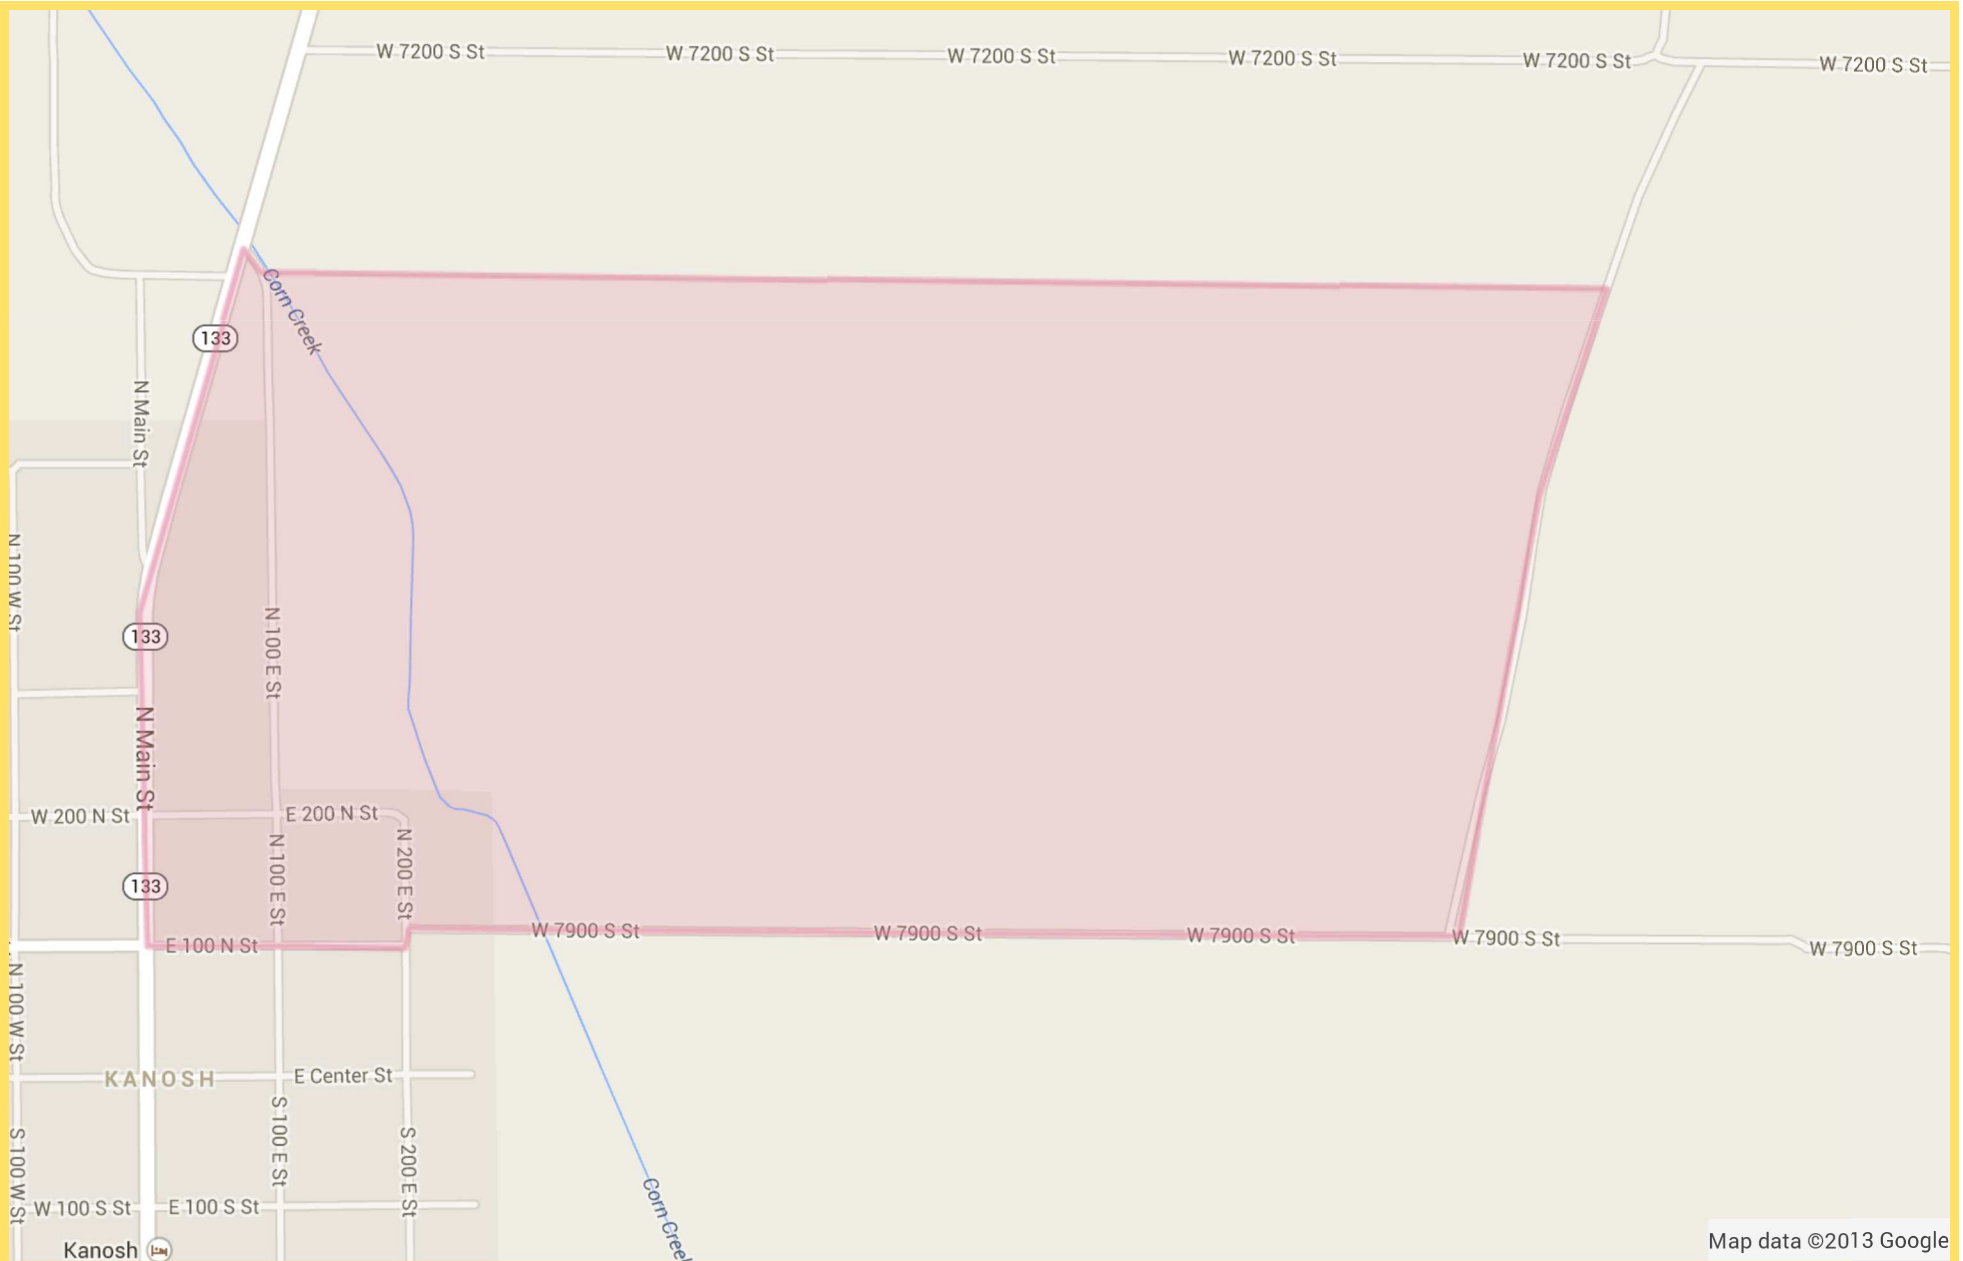 W 7200 S St
W 7200 S St
W 7200 S St
W 7200 S St
W 7200 S St
W 7200 S St
Corn Creek
133
N Main St
N 100 W St
133
N 100 E St
N Main St
W 200 N St
E 200 N St
N 100 E St
N 200 E St
133
E 100 N St
W 7900 S St
W 7900 S St
W 7900 S St
W 7900 S St
W 7900 S St
N 100 W St
KANOSH
E Center St
S 100 E St
S 200 E St
S 100 W St
W 100 S St
E 100 S St
Corn Creek
Kanosh
Map data ©2013 Google